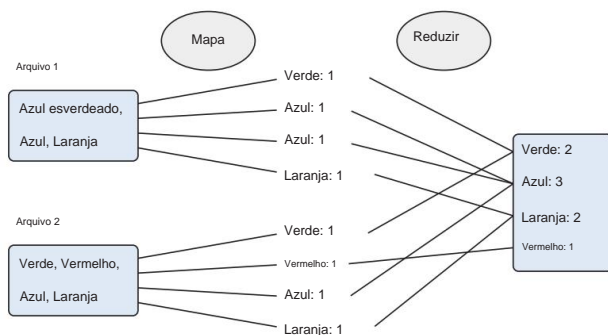 Mapa
Reduzir
Arquivo 1
Azul esverdeado,
Azul, Laranja
Verde: 1
Azul: 1
Azul: 1
Laranja: 1
Arquivo 2
Verde, Vermelho,
Azul, Laranja
Verde: 1
Vermelho: 1
Azul: 1
Laranja: 1
Verde: 2
Azul: 3
Laranja: 2
Vermelho: 1